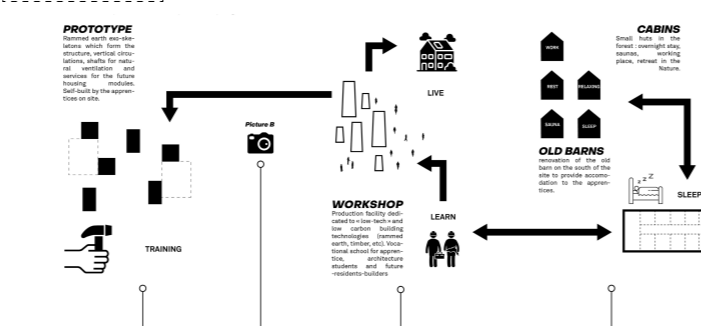 PROTOTYPE
Rammed earth exo-ske-
letons which form the
structure, vertical circu-
lations, shafts for natu-
ral ventilation and
services for the future
housing modules.
Self-built by the appren-
tices on site.
Picture B
TRAINING
LIVE
WORKSHOP
Production facility dedi-
cated to « low-tech » and
low carbon building
technologies (rammed
earth, timber, etc). Voca-
tional school for appren-
tice, architecture
students and future
-residents-builders
LEARN
CABINS
Small huts in the
forest : overnight stay,
saunas, working
place, retreat in the
Nature.
WORK
REST
RELAXING
SAUNA
SLEEP
OLD BARNS
renovation of the old
barn on the south of the
site to provide accomo-
dation to the appren-
tices.
z z Z
SLEEP